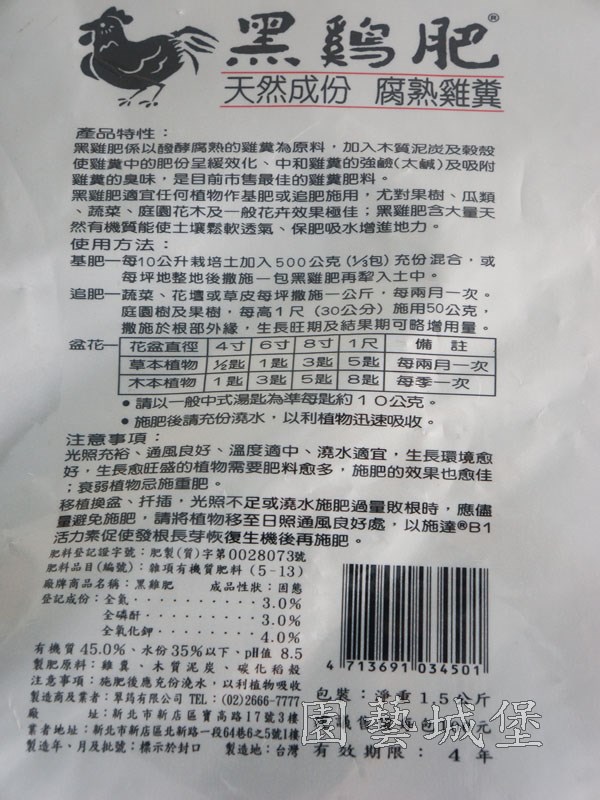 黑鷄肥®
天然成份 腐熟雞糞
產品特性：
黑雞肥係以醱酵腐熟的雞糞為原料，加入木質泥炭及穀殼
使雞糞中的肥份呈緩效化、中和雞糞的強鹼(太鹹)及吸附
雞糞的臭味，是目前市售最佳的雞糞肥料。
黑雞肥適宜任何植物作基肥或追肥施用，尤對果樹、瓜類
、蔬菜、庭園花木及一般花卉效果極佳；黑雞肥含大量天
然有機質能使土壤鬆軟透氣、保肥吸水增進地力。
使用方法：
基肥—每10公升栽培土加入500公克(⅓包)充份混合，或
每坪地整地後撒施一包黑雞肥再犂入土中。
追肥—蔬菜、花壇或草皮每坪撒施一公斤，每兩月一次。
庭園樹及果樹，每高1尺(30公分)施用50公克，
撒施於根部外緣，生長旺期及結果期可略增用量。
盆花— 花盆直徑 4寸 6寸 8寸 1尺 備 註
草本植物 ½匙 1匙 3匙 5匙 每兩月一次
木本植物 1匙 3匙 5匙 8匙 每季一次
•請以一般中式湯匙為準每匙約10公克。
•施肥後請充份澆水，以利植物迅速吸收。
注意事項：
光照充裕、通風良好、溫度適中、澆水適宜，生長環境愈
好，生長愈旺盛的植物需要肥料愈多，施肥的效果也愈佳
；衰弱植物忌施重肥。
移植換盆、扦插，光照不足或澆水施肥過量敗根時，應儘
量避免施肥，請將植物移至日照通風良好處，以施達®B1
活力素促使發根長芽恢復生機後再施肥。
肥料登記證字號：肥製(質)字第0028073號
肥料品目(編號)：雜項有機質肥料(5-13)
廠牌商品名稱：黑雞肥 成品性狀：固態
登記成份：全氮．．．．．．．．3.0%
全磷酐．．．．．．．3.0%
全氧化鉀．．．．．．4.0%
有機質45.0%、水份35%以下、pH值8.5
製肥原料：雞糞、木質泥炭、碳化稻殼
注意事項：施肥後應充份澆水，以利植物吸收
製造商及業者：翠筠有限公司 TEL：(02)2666-7777
廠 址：新北市新店區寶高路17號3樓
業者地址：新北市新店區北新路一段64巷6之5號1樓
製造年、月及批號：標示於封口 製造地：台灣
4 713691 034501
包裝：淨重1.5公斤
有效期限：4年
園藝城堡